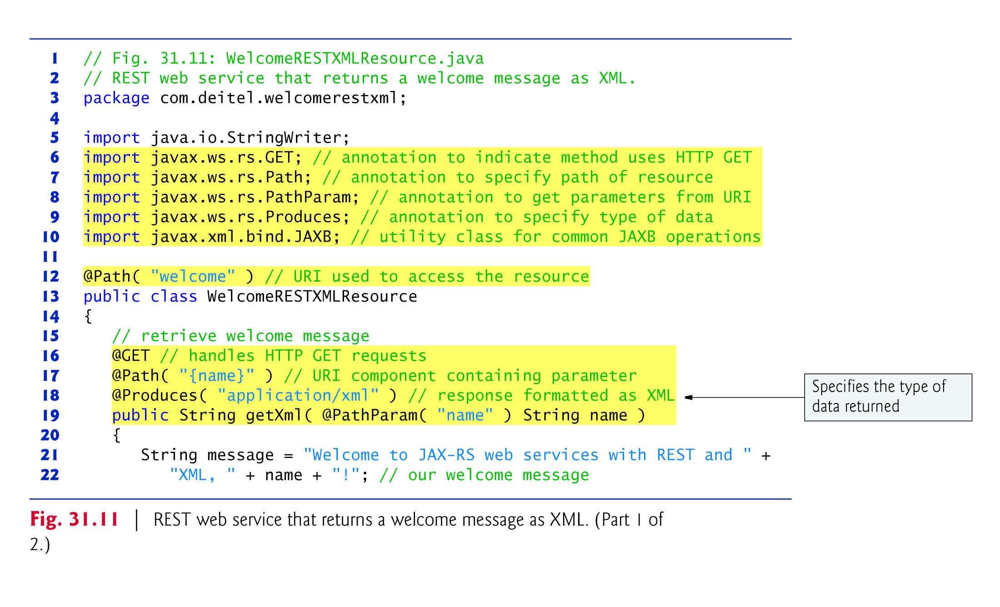 1 // Fig. 31.11: WelcomeRESTXMLResource.java
2 // REST web service that returns a welcome message as XML.
3 package com.deitel.welcomerestxml;
4
5 import java.io.StringWriter;
6 import javax.ws.rs.GET; // annotation to indicate method uses HTTP GET
7 import javax.ws.rs.Path; // annotation to specify path of resource
8 import javax.ws.rs.PathParam; // annotation to get parameters from URI
9 import javax.ws.rs.Produces; // annotation to specify type of data
10 import javax.xml.bind.JAXB; // utility class for common JAXB operations
11
12 @Path( "welcome" ) // URI used to access the resource
13 public class WelcomeRESTXMLResource
14 {
15    // retrieve welcome message
16    @GET // handles HTTP GET requests
17    @Path( "{name}" ) // URI component containing parameter
18    @Produces( "application/xml" ) // response formatted as XML
19    public String getXml( @PathParam( "name" ) String name )
20    {
21       String message = "Welcome to JAX-RS web services with REST and " +
22          "XML, " + name + "!"; // our welcome message
Specifies the type of
data returned
Fig. 31.11 | REST web service that returns a welcome message as XML. (Part 1 of
2.)